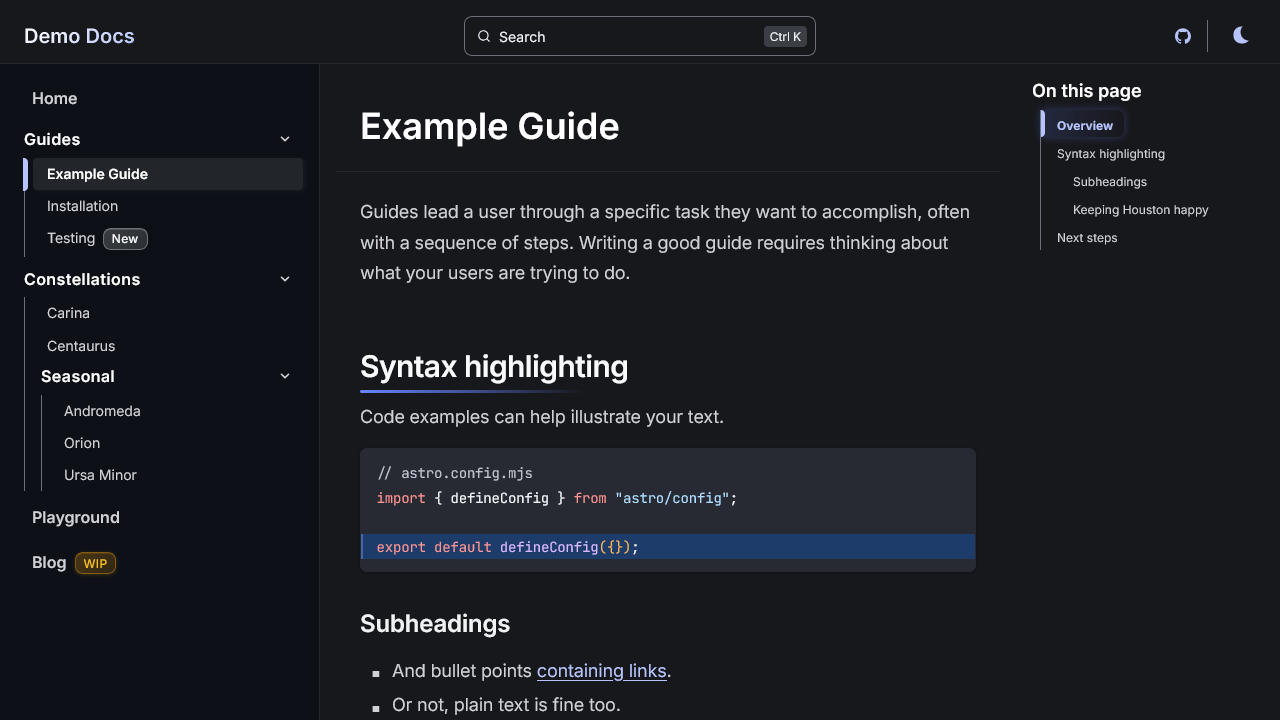 Demo Docs
Search
Ctrl K
Home
Guides
Example Guide
Installation
Testing New
Constellations
Carina
Centaurus
Seasonal
Andromeda
Orion
Ursa Minor
Playground
Blog WIP
Example Guide
Guides lead a user through a specific task they want to accomplish, often
with a sequence of steps. Writing a good guide requires thinking about
what your users are trying to do.
Syntax highlighting
Code examples can help illustrate your text.
// astro.config.mjs
import { defineConfig } from "astro/config";
export default defineConfig({});
Subheadings
And bullet points containing links.
Or not, plain text is fine too.
On this page
Overview
Syntax highlighting
Subheadings
Keeping Houston happy
Next steps